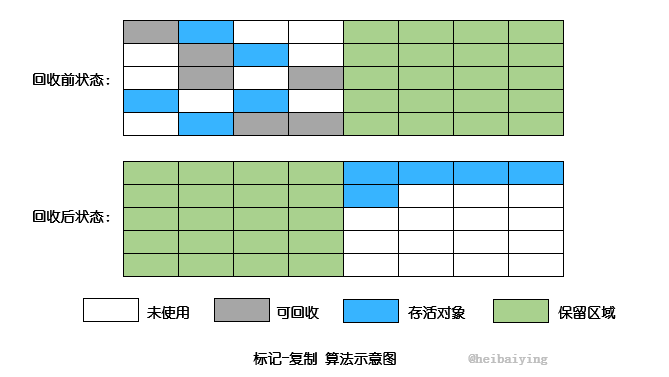 回收前状态：
回收后状态：
未使用 可回收 存活对象 保留区域
标记-复制 算法示意图 @heibaiying